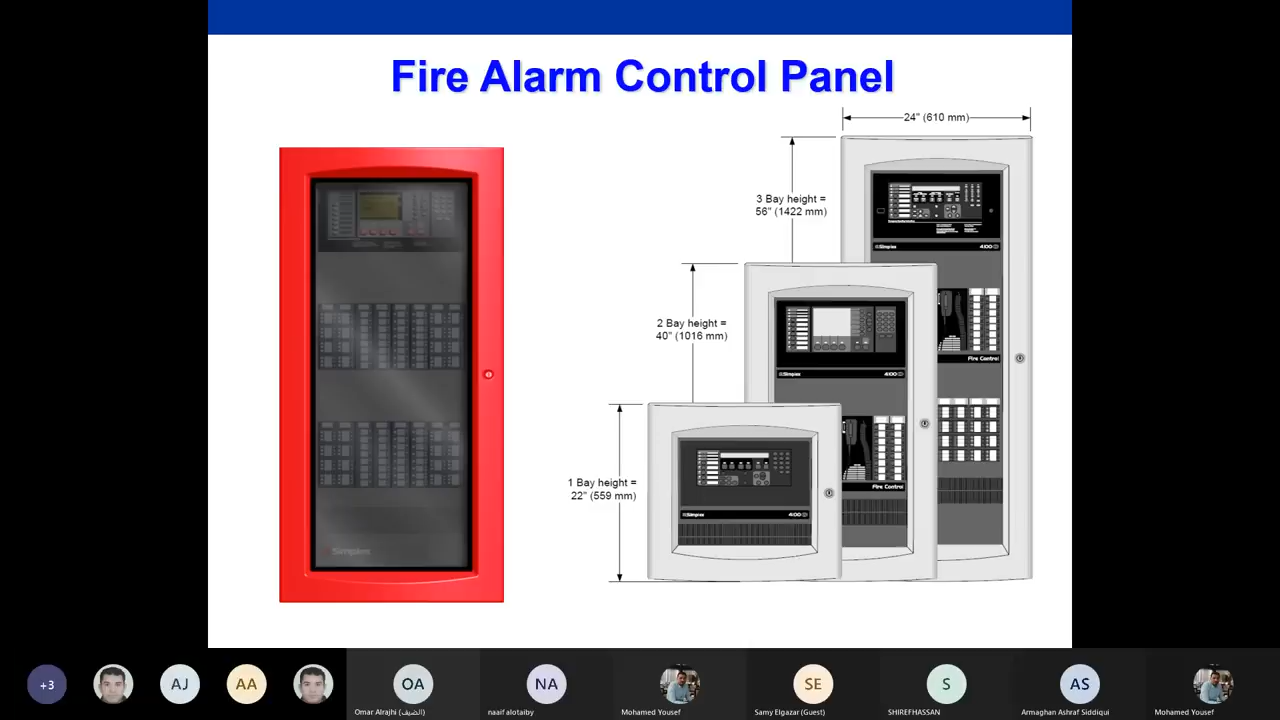 Fire Alarm Control Panel
24" (610 mm)
3 Bay height =
56" (1422 mm)
2 Bay height =
40" (1016 mm)
1 Bay height =
22" (559 mm)
Simplex 4100
Fire Control
Simplex 4100
Fire Control
Simplex 4100
Simplex
+3
AJ
AA
OA
NA
SE
S
AS
Omar Alrajhi (الضيف)
naaif alotaiby
Mohamed Yousef
Samy Elgazar (Guest)
SHIREFHASSAN
Armaghan Ashraf Siddiqui
Mohamed Yousef